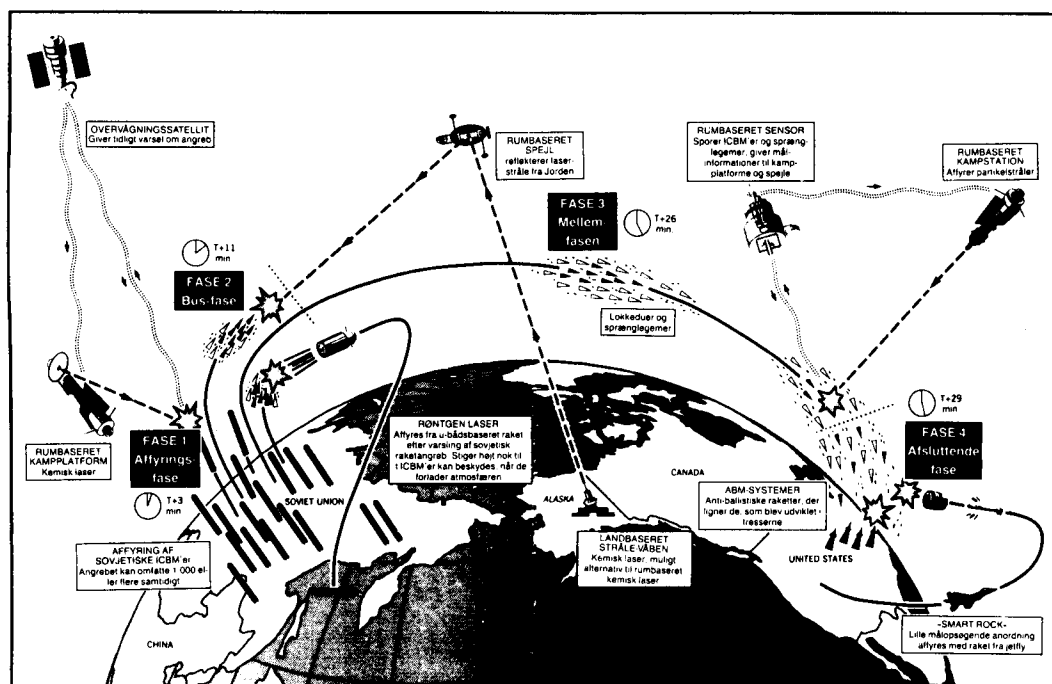 OVERVÅGNINGSSATELLIT
Giver tidligt varsel om angreb
RUMBASERET
SPEJL
reflekterer laser-
stråle fra Jorden
RUMBASERET SENSOR
Sporer ICBM'er og spræng-
legemer, giver mål-
informationer til kamp-
platforme og spejle
RUMBASERET
KAMPSTATION
Affyrer partikelstråler
FASE 3
Mellem-
fasen
T+26
min.
T+11
min
FASE 2
Bus-fase
Lokkeduer og
sprænglegemer
RUMBASERET
KAMPPLATFORM
Kemisk laser
FASE 1
Affyrings-
fase
T+3
min
RØNTGEN LASER
Affyres fra u-bådsbaseret raket
efter varsling af sovjetisk
raketangreb. Stiger højt nok til
t ICBM'er kan beskydes, når de
forlader atmosfæren
T+29
min
FASE 4
Afsluttende
fase
SOVIET UNION
ALASKA
CANADA
ABM-SYSTEMER
Anti-ballistiske raketter, der
ligner de, som blev udviklet i
tresserne
UNITED STATES
AFFYRING AF
SOVJETISKE ICBM'er
Angrebet kan omfatte 1 000 el-
ler flere samtidigt
LANDBASERET
STRÅLE-VÅBEN
Kemisk laser, muligt
alternativ til rumbaseret
kemisk laser
CHINA
-SMART ROCK-
Lille målopsøgende anordning
affyres med raket fra jetfly